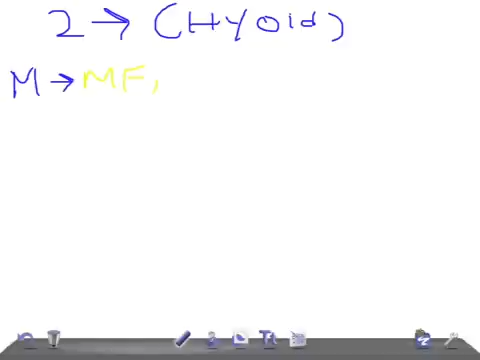 2 → (Hyoid)
M → MF,